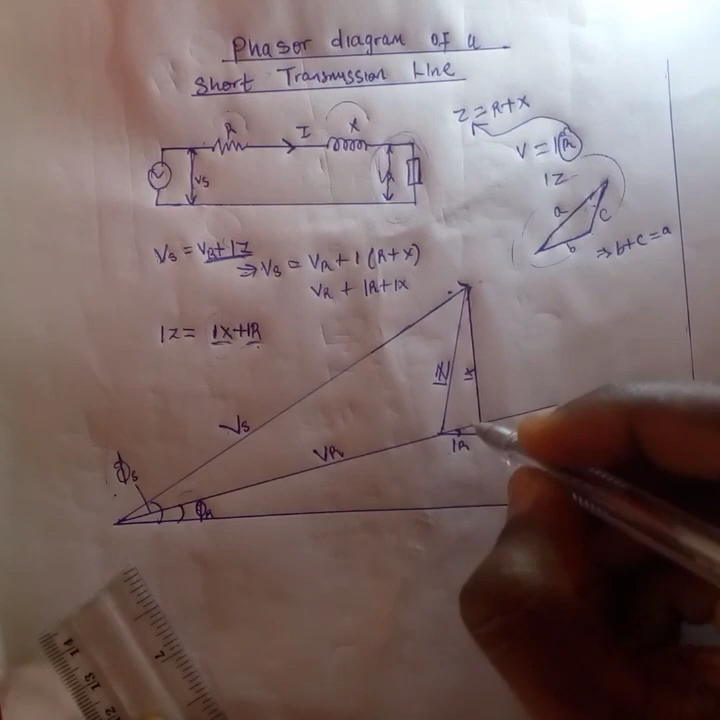 Phasor diagram of a
Short Transmission Line
R I X
Z = R+X
V = IR
IZ
Vs
VR
a
c
b
⇒ b+c = a
Vs = VR+IZ
⇒ Vs = VR + I (R+X)
VR + IR + IX
IZ = IX+IR
Vs
VR
IZ
IX
IR
Φs
ΦR